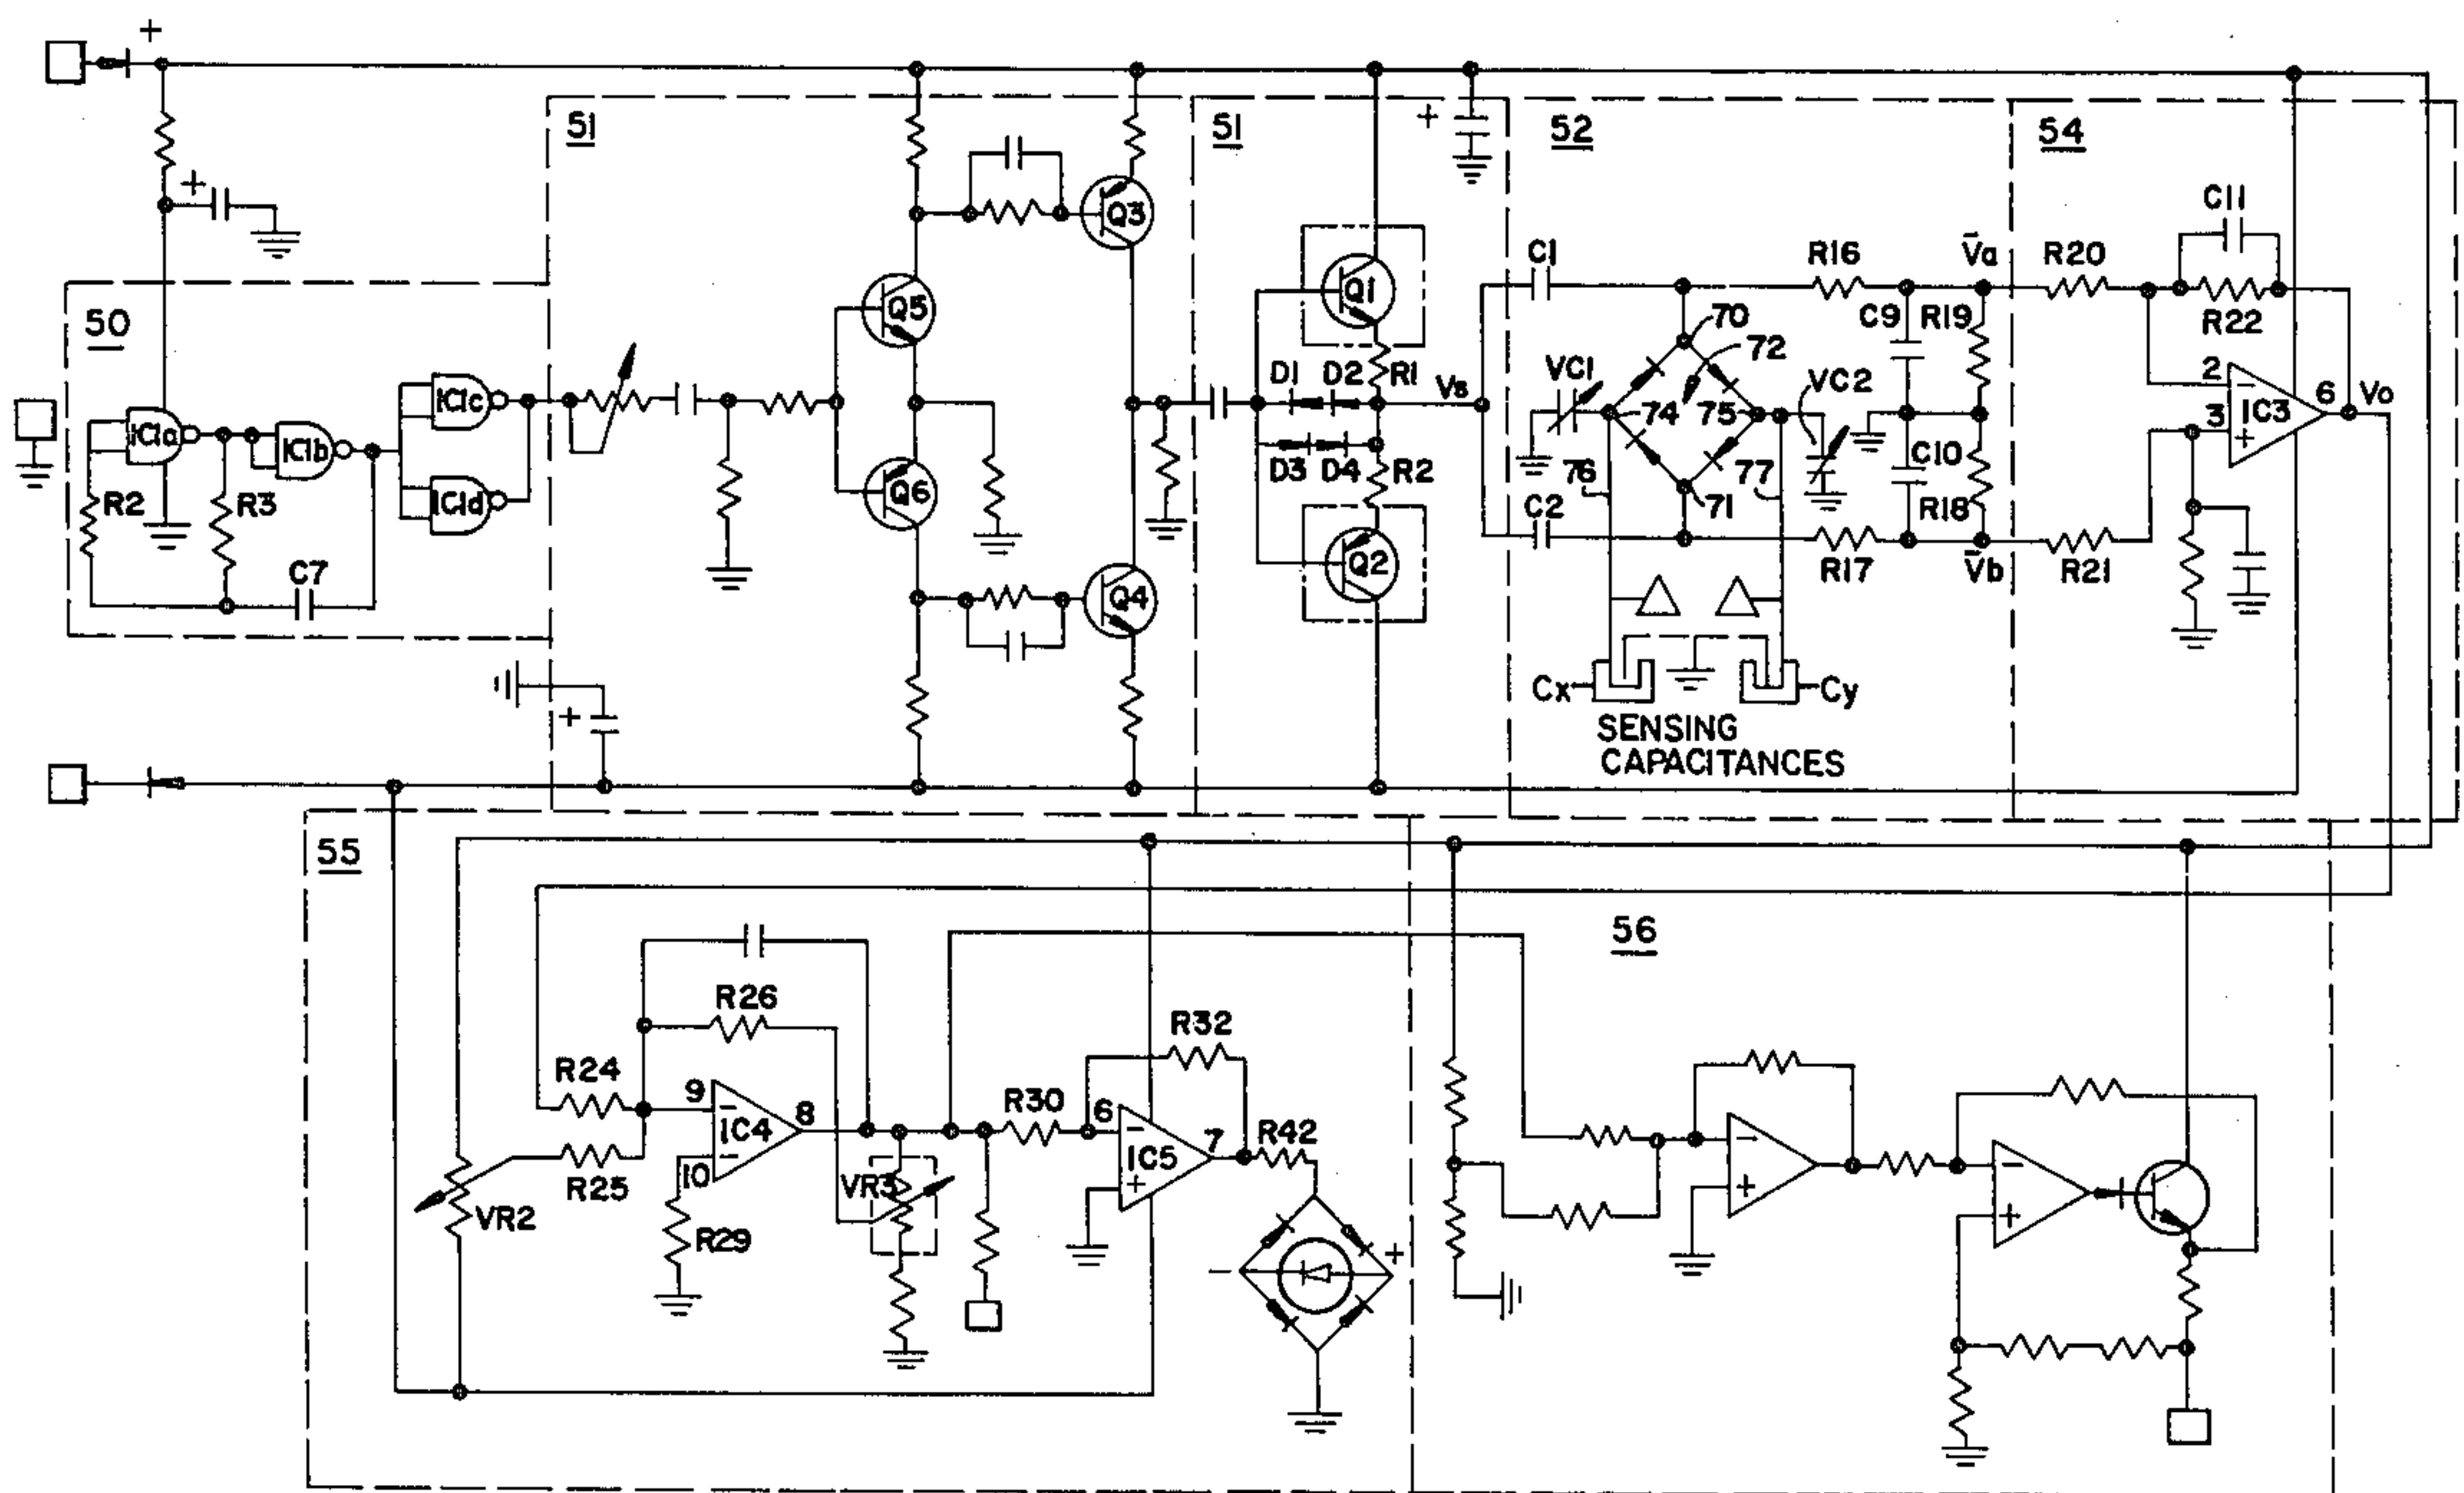 +
51
51
+
52
54
+
Q3
C11
50
Q5
Q1
C1
R16
V̄a
R20
C9
R19
R22
70
72
D1
D2
R1
Vs
VC1
VC2
2
6
Vo
IC1c
IC1a
IC1b
74
75
3
IC3
+
−
R2
R3
IC1d
Q6
D3
D4
R2
76
77
C10
R18
C2
71
C7
Q2
R17
V̄b
R21
Q4
+
Cx
Cy
SENSING
CAPACITANCES
55
56
R26
R32
R24
9
−
8
R30
6
−
IC4
7
R42
IC5
−
−
10
−
R25
VR3
+
+
+
VR2
R29
−
+